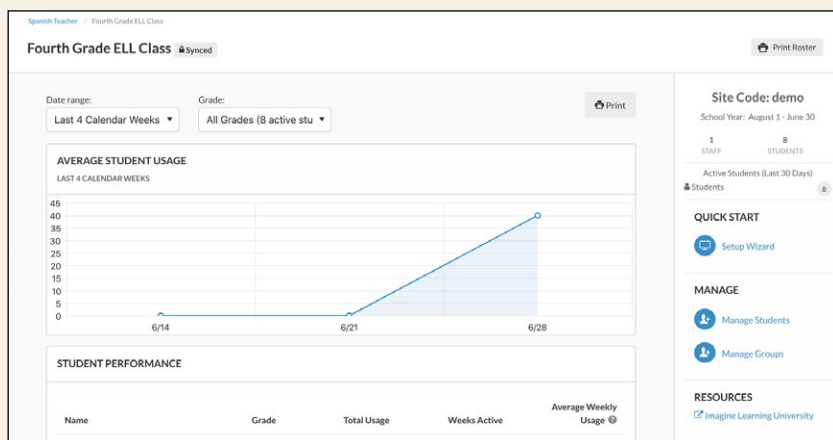 Spanish Teacher / Fourth Grade ELL Class
Fourth Grade ELL Class Synced
Print Roster
Date range:
Grade:
Last 4 Calendar Weeks
All Grades (8 active stu
Print
AVERAGE STUDENT USAGE
LAST 4 CALENDAR WEEKS
45
40
35
30
25
20
15
10
5
0
6/14 6/21 6/28
STUDENT PERFORMANCE
Name Grade Total Usage Weeks Active Average Weekly
Usage
Site Code: demo
School Year: August 1 - June 30
1 8
STAFF STUDENTS
Active Students (Last 30 Days)
Students 8
QUICK START
Setup Wizard
MANAGE
Manage Students
Manage Groups
RESOURCES
Imagine Learning University